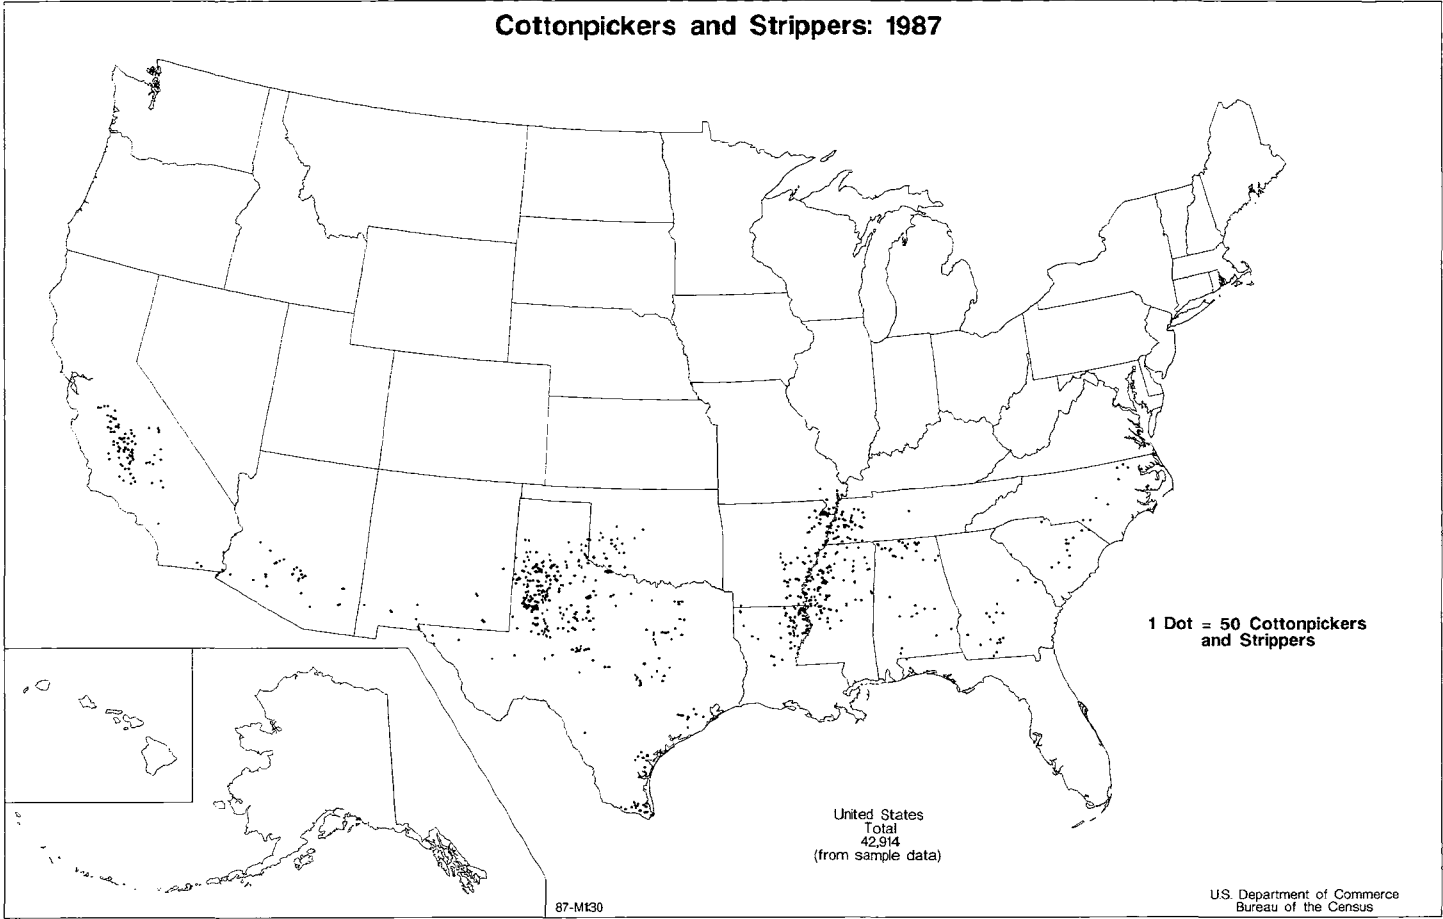 Cottonpickers and Strippers: 1987
1 Dot = 50 Cottonpickers
and Strippers
United States
Total
42,914
(from sample data)
87-M130
U.S. Department of Commerce
Bureau of the Census